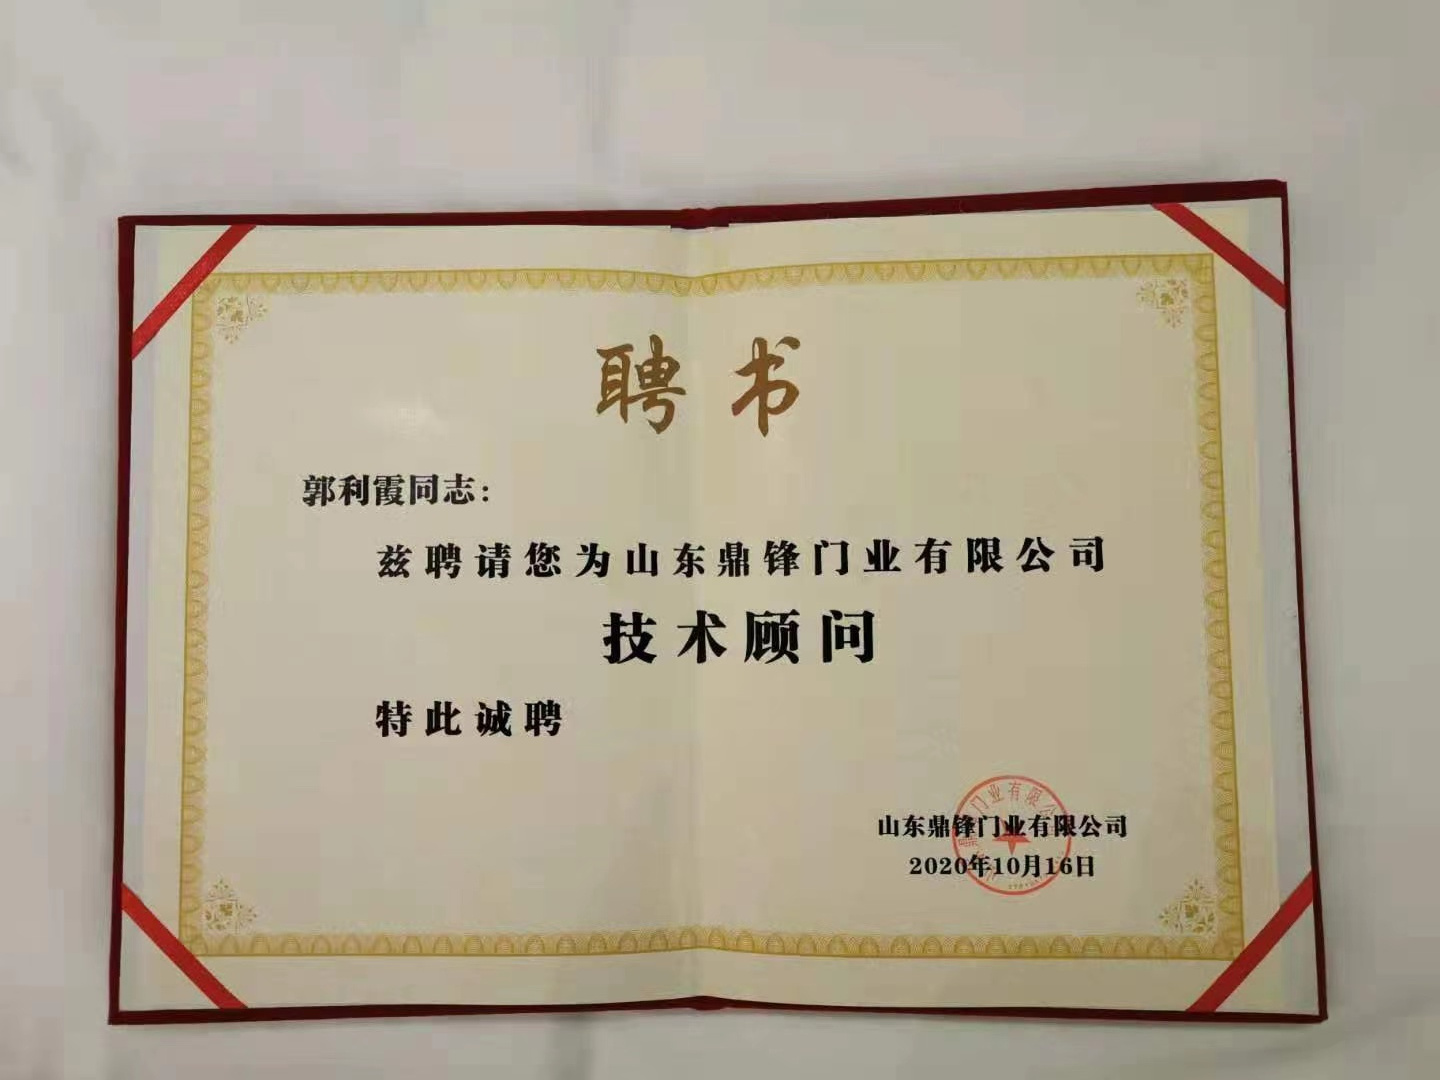 聘书
郭利霞同志:
兹聘请您为山东鼎锋门业有限公司
技术顾问
特此诚聘
山东鼎锋门业有限公司
2020年10月16日